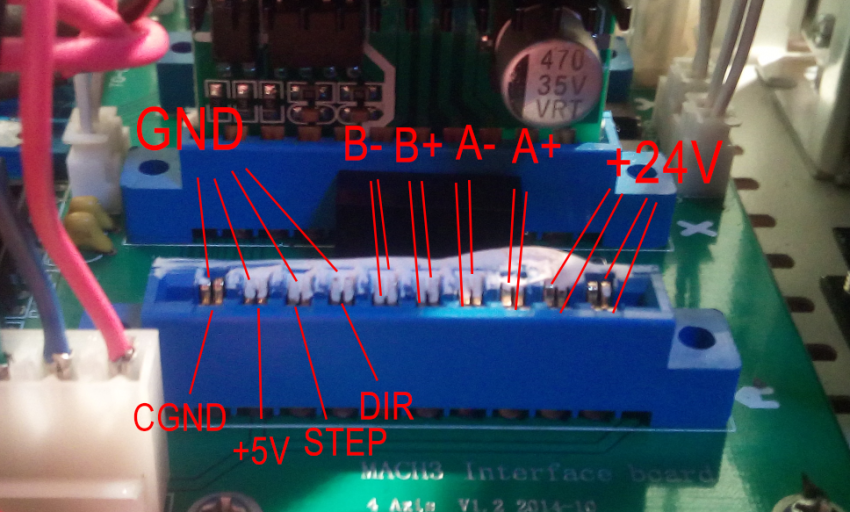 470
35V
VRT
GND
B-
B+
A-
A+
+24V
X
CGND
+5V
STEP
DIR
MACH3 Interface board
4 Axis V1.2 2014-10